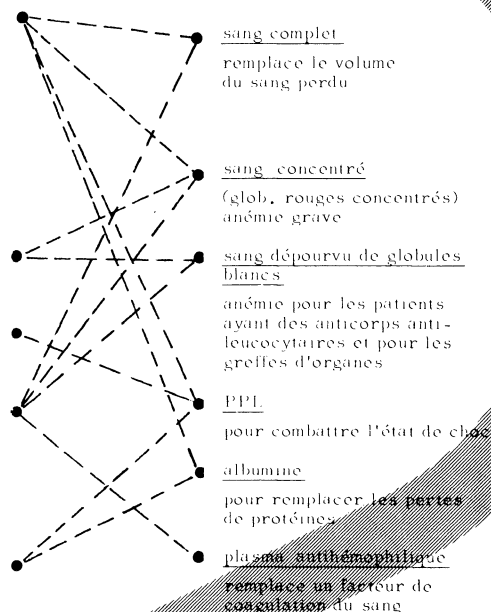 sang complet
remplace le volume
du sang perdu
sang concentré
(glob. rouges concentrés)
anémie grave
sang dépourvu de globules
blancs
anémie pour les patients
ayant des anticorps anti-
leucocytaires et pour les
greffes d'organes
PPL
pour combattre l'état de choc
albumine
pour remplacer les pertes
de protéines
plasma antihémophilique
remplace un facteur de
coagulation du sang